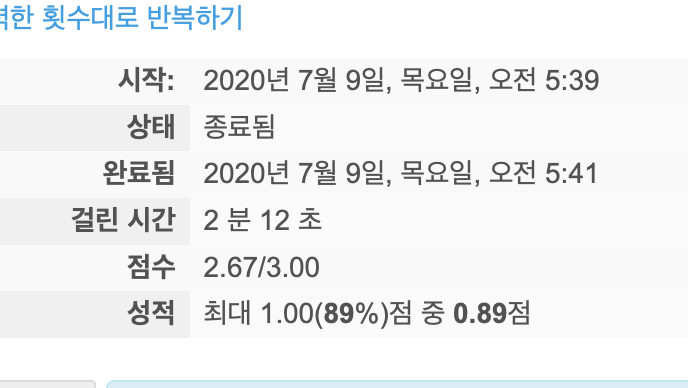 횟수대로 반복하기
시작: 2020년 7월 9일, 목요일, 오전 5:39
상태 종료됨
완료됨 2020년 7월 9일, 목요일, 오전 5:41
걸린 시간 2 분 12 초
점수 2.67/3.00
성적 최대 1.00(89%)점 중 0.89점